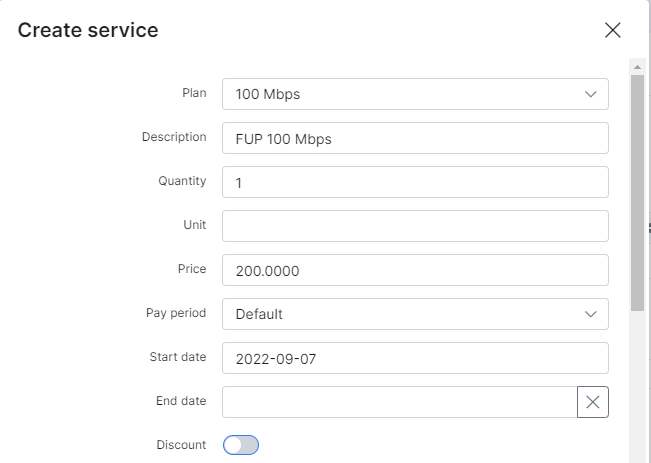 Create service
Plan 100 Mbps
Description FUP 100 Mbps
Quantity 1
Unit
Price 200.0000
Pay period Default
Start date 2022-09-07
End date
Discount